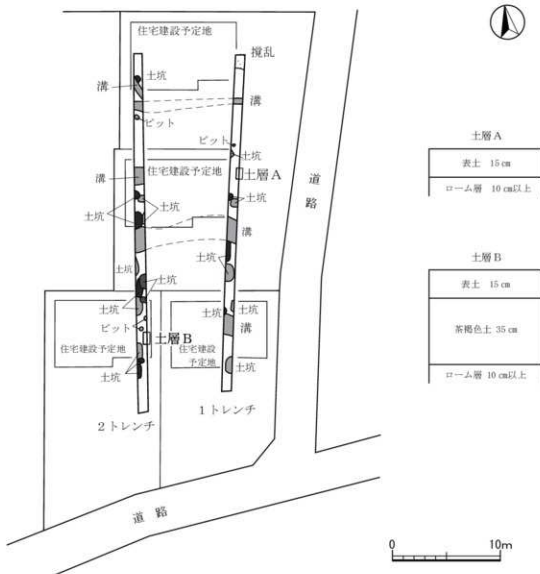 住宅建設予定地
撹乱
土坑
溝
溝
ピット
ピット
土坑
土層A
溝
住宅建設予定地
土坑
土坑
土坑
溝
土坑
土坑
土坑
土坑
土坑
ピット
溝
土層B
住宅建設予定地
住宅建設
予定地
土坑
土坑
1トレンチ
2トレンチ
道路
道路
土層A
表土 15㎝
ローム層 10㎝以上
土層B
表土 15㎝
茶褐色土 35㎝
ローム層 10㎝以上
0 10m